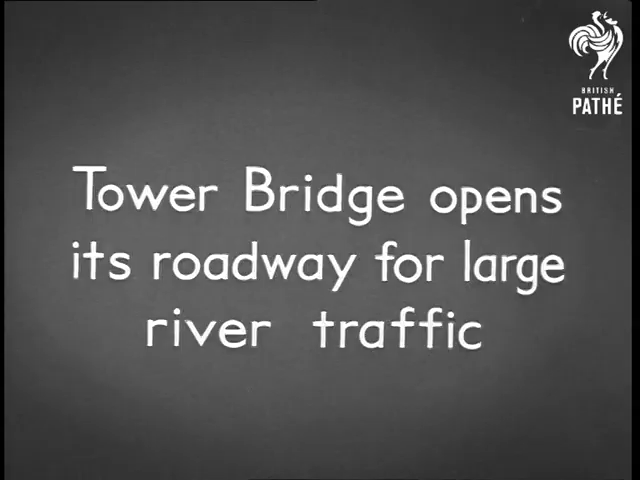 BRITISH
PATHÉ
Tower Bridge opens
its roadway for large
river traffic